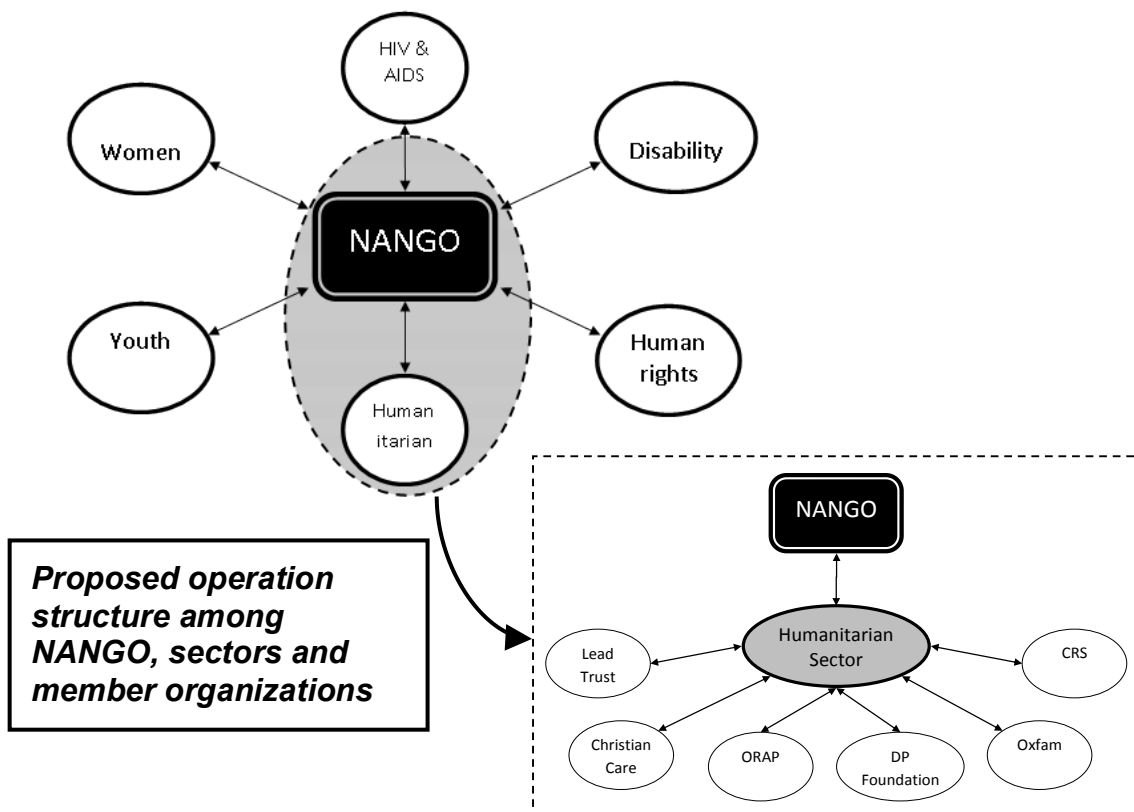 HIV &
AIDS
Women
Disability
NANGO
Youth
Human
rights
Human
itarian
NANGO
Proposed operation
structure among
NANGO, sectors and
member organizations
Humanitarian
Sector
Lead
Trust
CRS
Christian
Care
ORAP
DP
Foundation
Oxfam